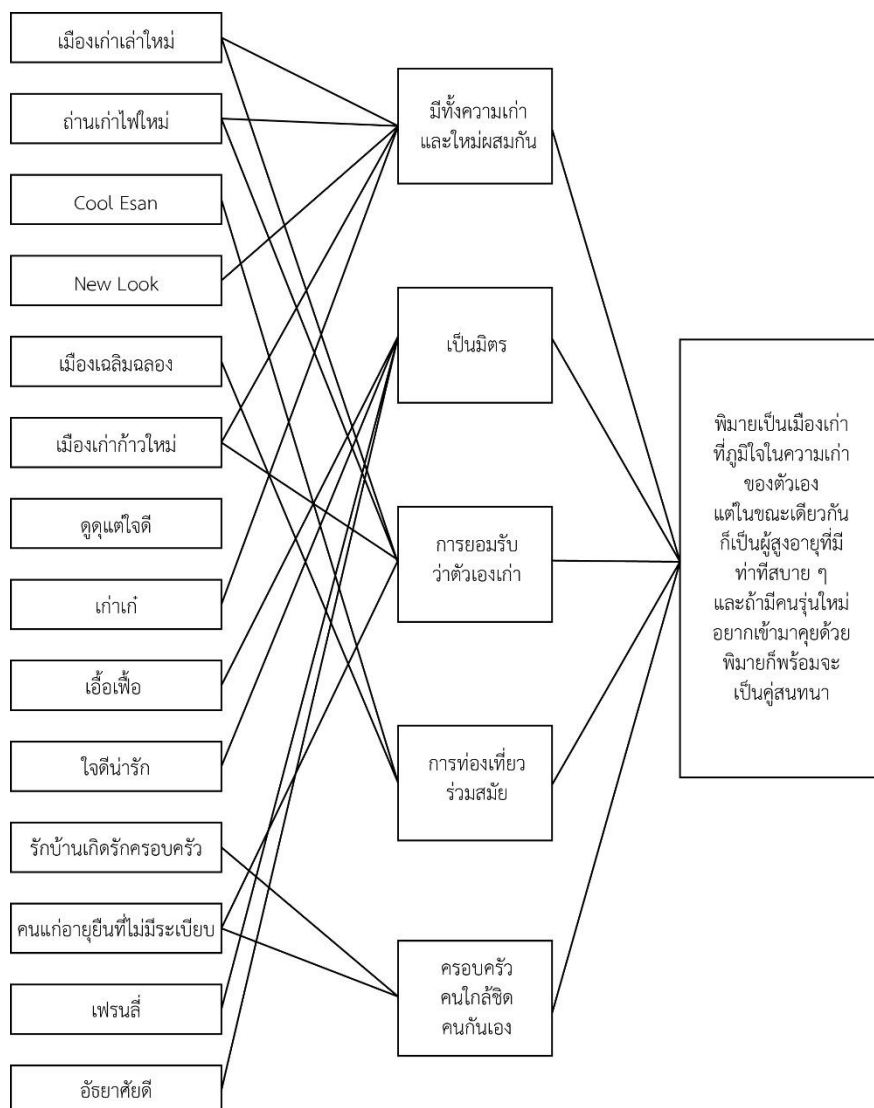 เมืองเก่าเล่าใหม่
ถ่านเก่าไฟใหม่
Cool Esan
New Look
เมืองเฉลิมฉลอง
เมืองเก่าก้าวใหม่
ดูดุแต่ใจดี
เก่าเก๋
เอื้อเฟื้อ
ใจดีน่ารัก
รักบ้านเกิดรักครอบครัว
คนแก่อายุยืนที่ไม่มีระเบียบ
เฟรนลี่
อัธยาศัยดี
มีทั้งความเก่า
และใหม่ผสมกัน
เป็นมิตร
การยอมรับ
ว่าตัวเองเก่า
การท่องเที่ยว
ร่วมสมัย
ครอบครัว
คนใกล้ชิด
คนกันเอง
พิมายเป็นเมืองเก่า
ที่ภูมิใจในความเก่า
ของตัวเอง
แต่ในขณะเดียวกัน
ก็เป็นผู้สูงอายุที่มี
ท่าทีสบาย ๆ
และถ้ามีคนรุ่นใหม่
อยากเข้ามาคุยด้วย
พิมายก็พร้อมจะ
เป็นคู่สนทนา